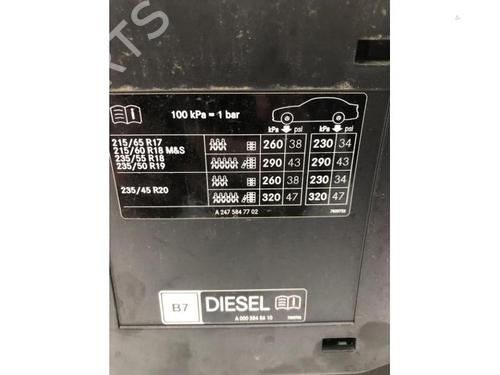 100 kPa = 1 bar
kPa psi kPa psi
215/65 R17
215/60 R18 M&S
235/55 R18
235/50 R19
260 38 230 34
290 43 290 43
235/45 R20
260 38 230 34
320 47 320 47
A 247 584 77 02
B7 DIESEL